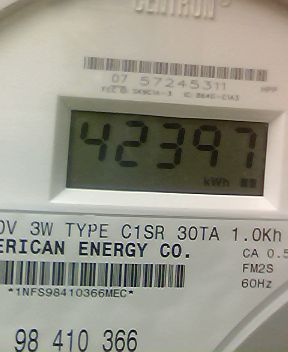 CENTRON®
07 57245311
HPP
42397
kWh
0V 3W TYPE C1SR 30TA 1.0Kh
ERICAN ENERGY CO.
CA 0.5
FM2S
60Hz
*1NFS98410366MEC*
98 410 366